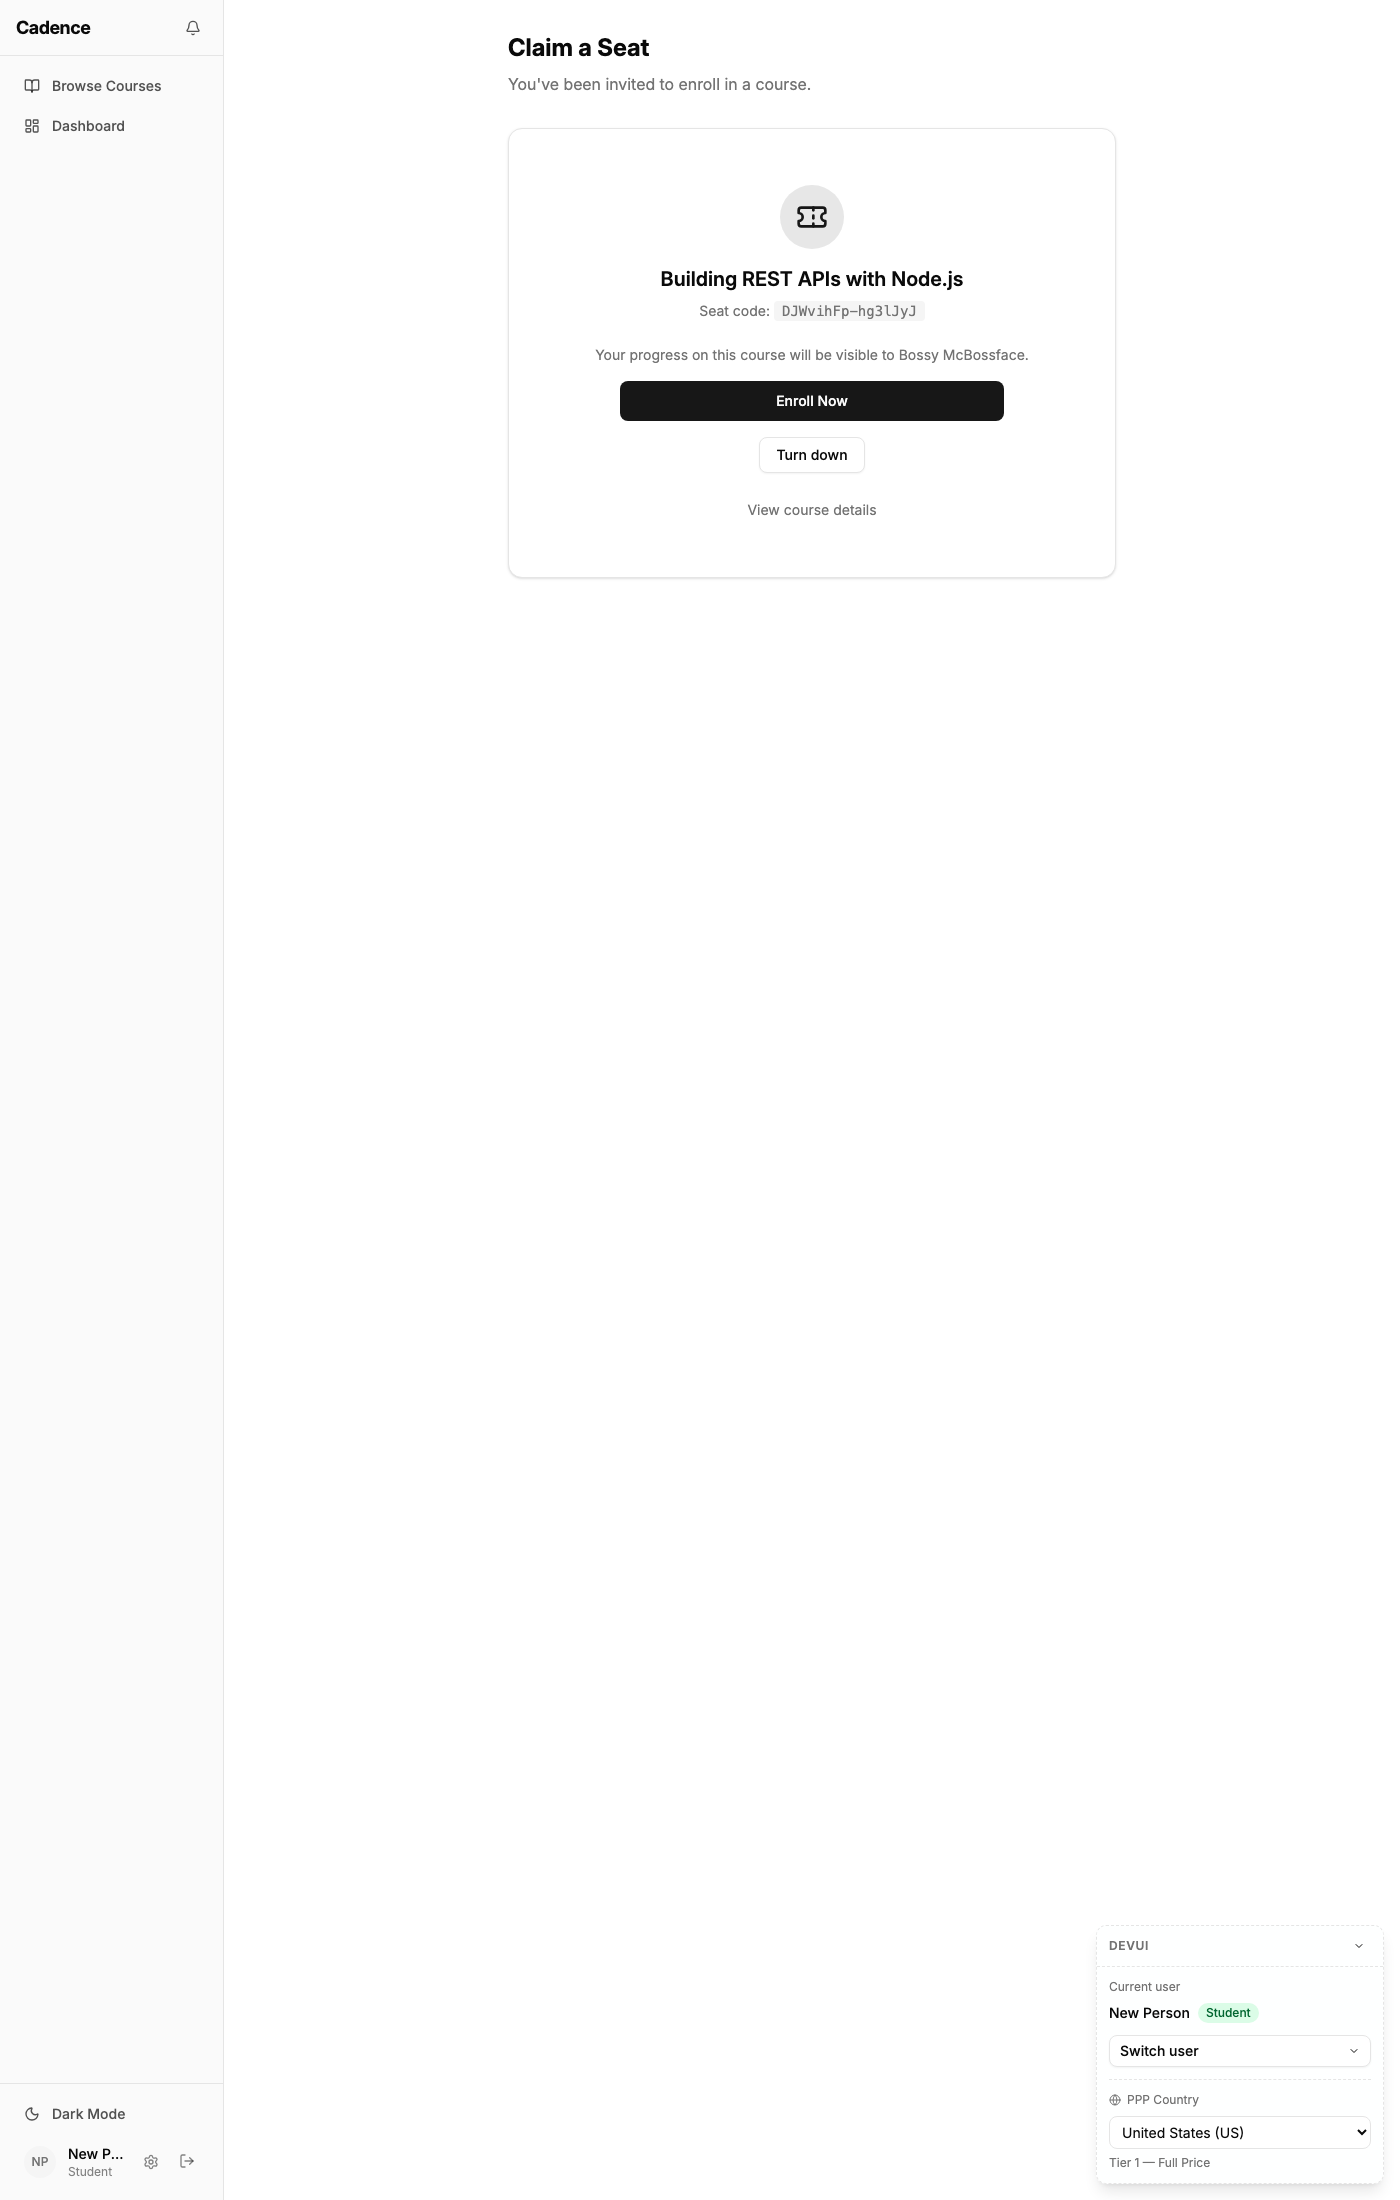 Cadence
Browse Courses
Dashboard
Claim a Seat
You've been invited to enroll in a course.
Building REST APIs with Node.js
Seat code: DJWvihFp-hg3lJyJ
Your progress on this course will be visible to Bossy McBossface.
Enroll Now
Turn down
View course details
Dark Mode
NP
New P...
Student
DEVUI
Current user
New Person Student
Switch user
PPP Country
United States (US)
Tier 1 — Full Price